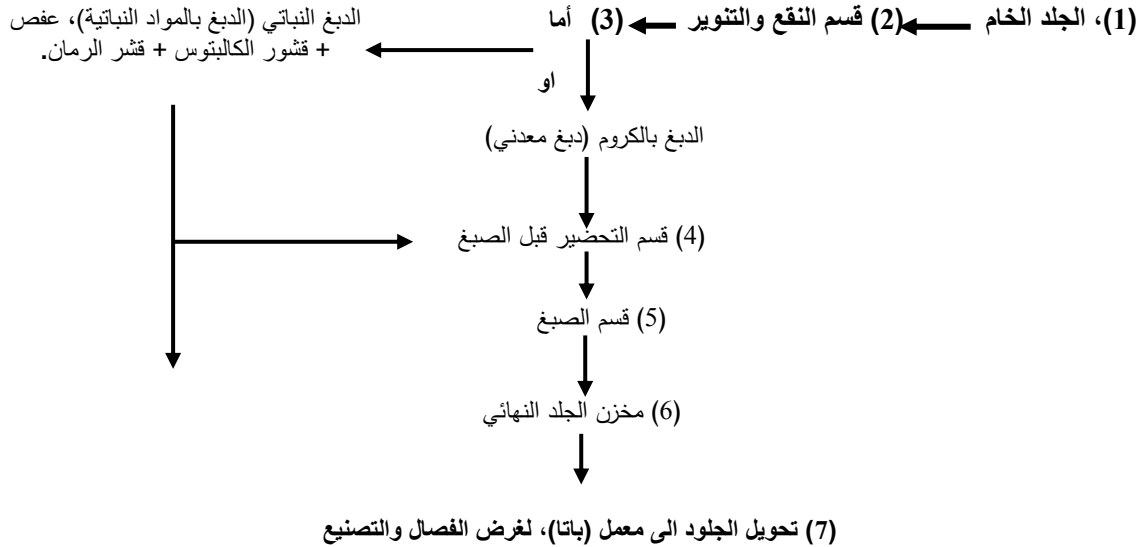 (1)، الجلد الخام
(2) قسم النقع والتنوير
(3) أما
الدبغ النباتي (الدبغ بالمواد النباتية)، عفص
+ قشور الكالبتوس + قشر الرمان.
او
الدبغ بالكروم (دبغ معدني)
(4) قسم التحضير قبل الصبغ
(5) قسم الصبغ
(6) مخزن الجلد النهائي
(7) تحويل الجلود الى معمل (باتا)، لغرض الفصال والتصنيع